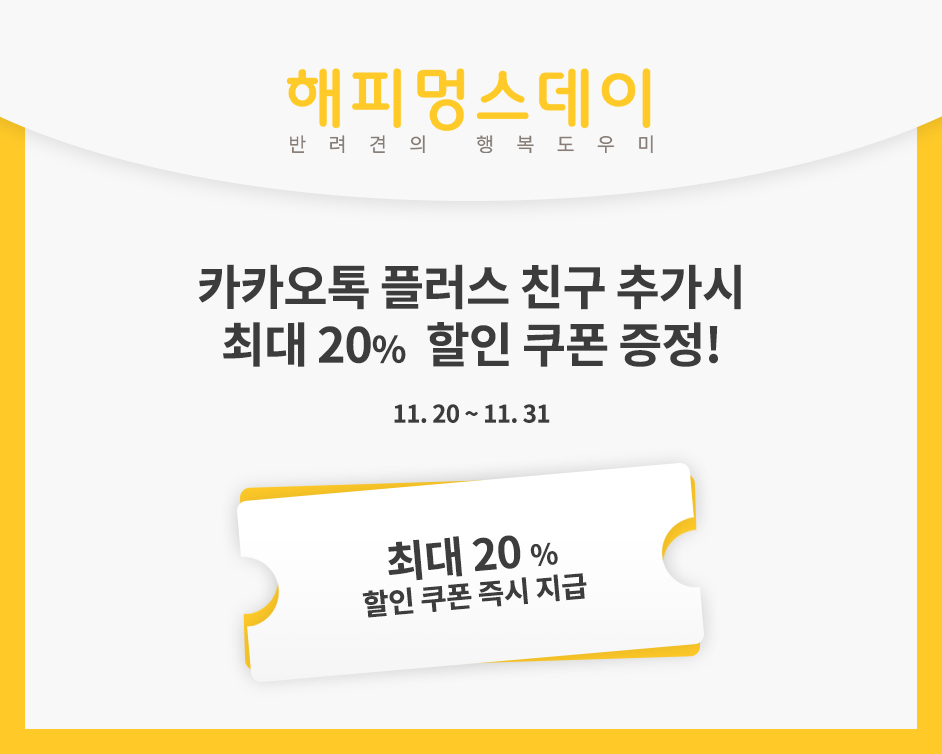 해피멍스데이
반려견의 행복도우미
카카오톡 플러스 친구 추가시
최대 20% 할인 쿠폰 증정!
11. 20 ~ 11. 31
최대 20 %
할인 쿠폰 즉시 지급